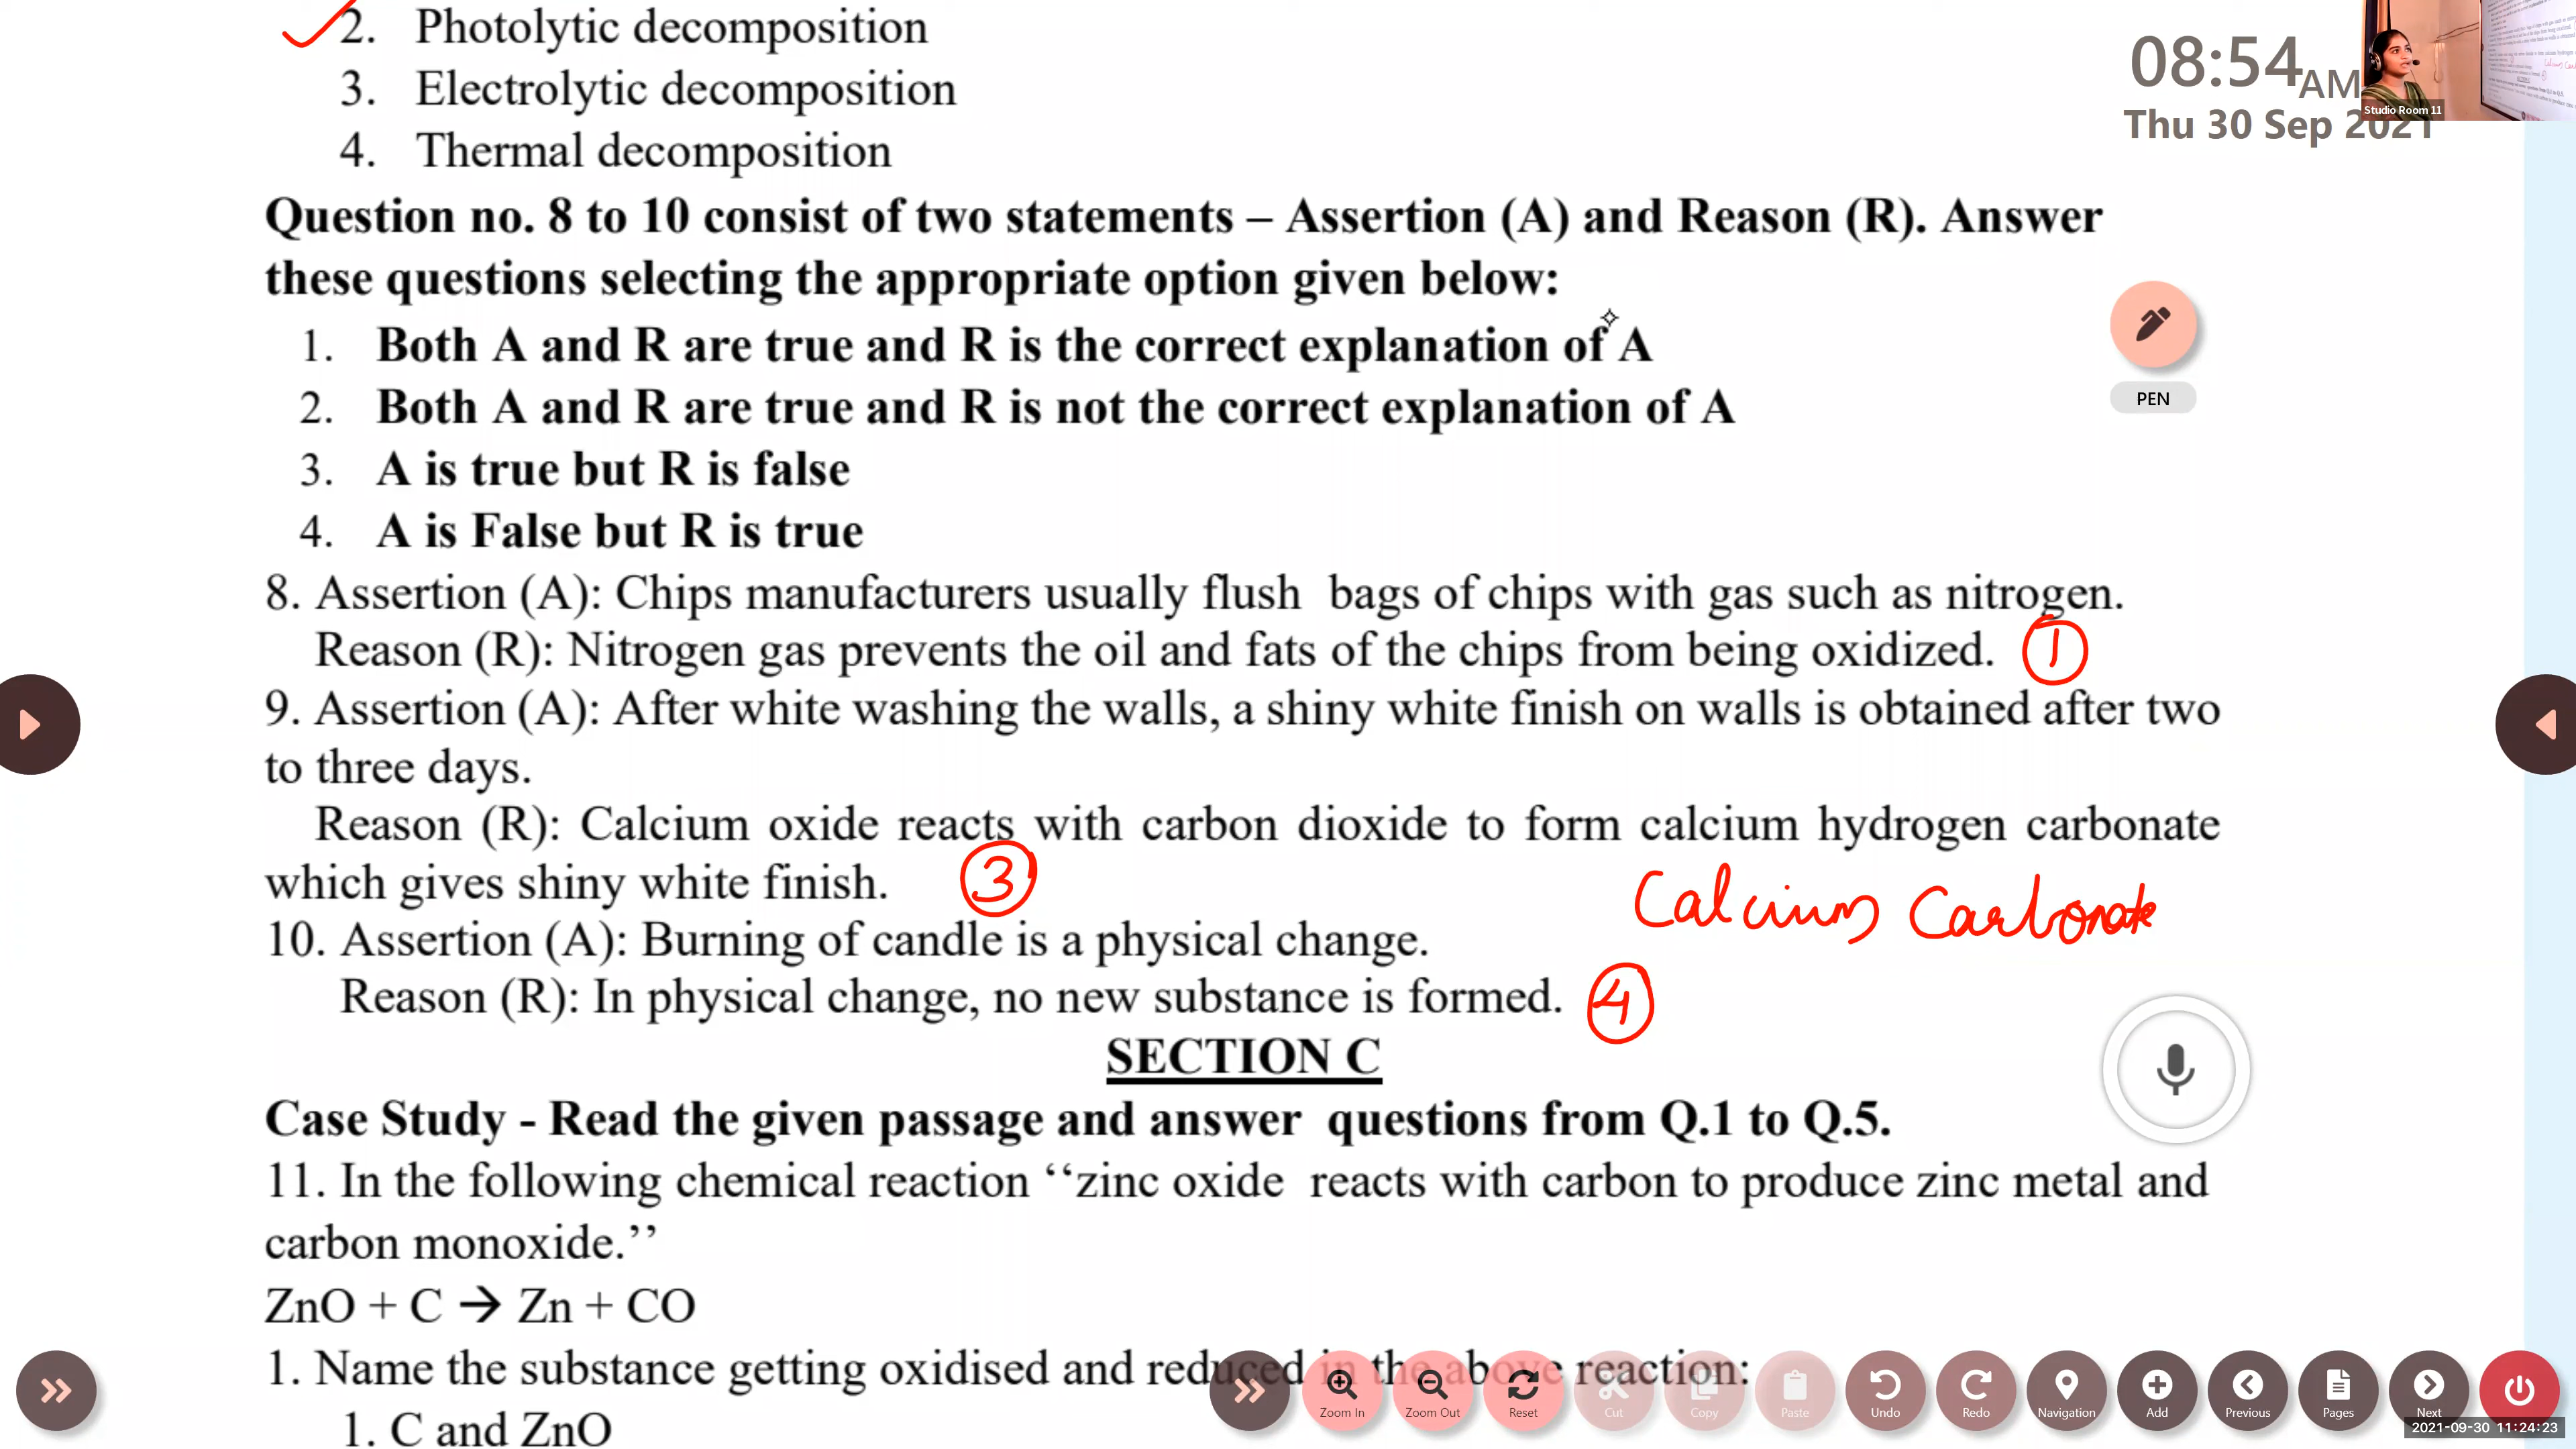 2. Photolytic decomposition
3. Electrolytic decomposition
4. Thermal decomposition
08:54AM
Thu 30 Sep 2021
Studio Room 11
Question no. 8 to 10 consist of two statements – Assertion (A) and Reason (R). Answer
these questions selecting the appropriate option given below:
1. Both A and R are true and R is the correct explanation of A
2. Both A and R are true and R is not the correct explanation of A
3. A is true but R is false
4. A is False but R is true
PEN
8. Assertion (A): Chips manufacturers usually flush bags of chips with gas such as nitrogen.
Reason (R): Nitrogen gas prevents the oil and fats of the chips from being oxidized. 1
9. Assertion (A): After white washing the walls, a shiny white finish on walls is obtained after two
to three days.
Reason (R): Calcium oxide reacts with carbon dioxide to form calcium hydrogen carbonate
which gives shiny white finish. 3
Calcium Carbonate
10. Assertion (A): Burning of candle is a physical change.
Reason (R): In physical change, no new substance is formed. 4
SECTION C
Case Study - Read the given passage and answer questions from Q.1 to Q.5.
11. In the following chemical reaction ‘‘zinc oxide reacts with carbon to produce zinc metal and
carbon monoxide.’’
ZnO + C → Zn + CO
1. Name the substance getting oxidised and reduced in the above reaction:
1. C and ZnO
Zoom In Zoom Out Reset Cut Copy Paste Undo Redo Navigation Add Previous Pages Next
2021-09-30 11:24:23